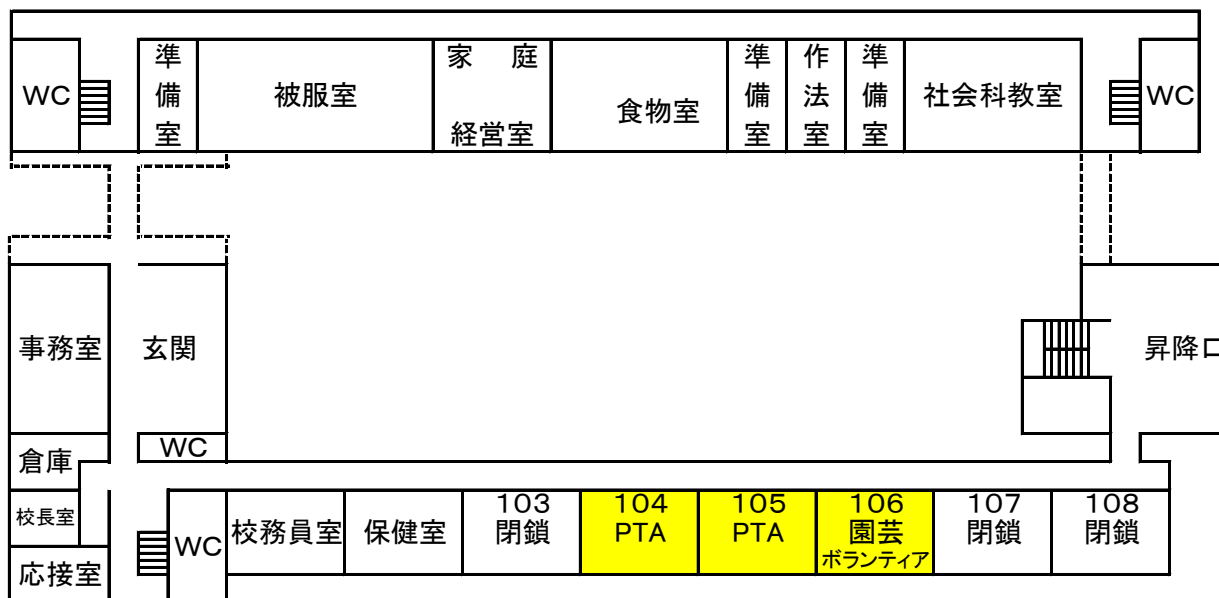 WC
準備室
被服室
家　庭
経営室
食物室
準備室
作法室
準備室
社会科教室
WC
事務室
玄関
昇降口
倉庫
WC
校長室
応接室
WC
校務員室
保健室
103
閉鎖
104
PTA
105
PTA
106
園芸
ボランティア
107
閉鎖
108
閉鎖